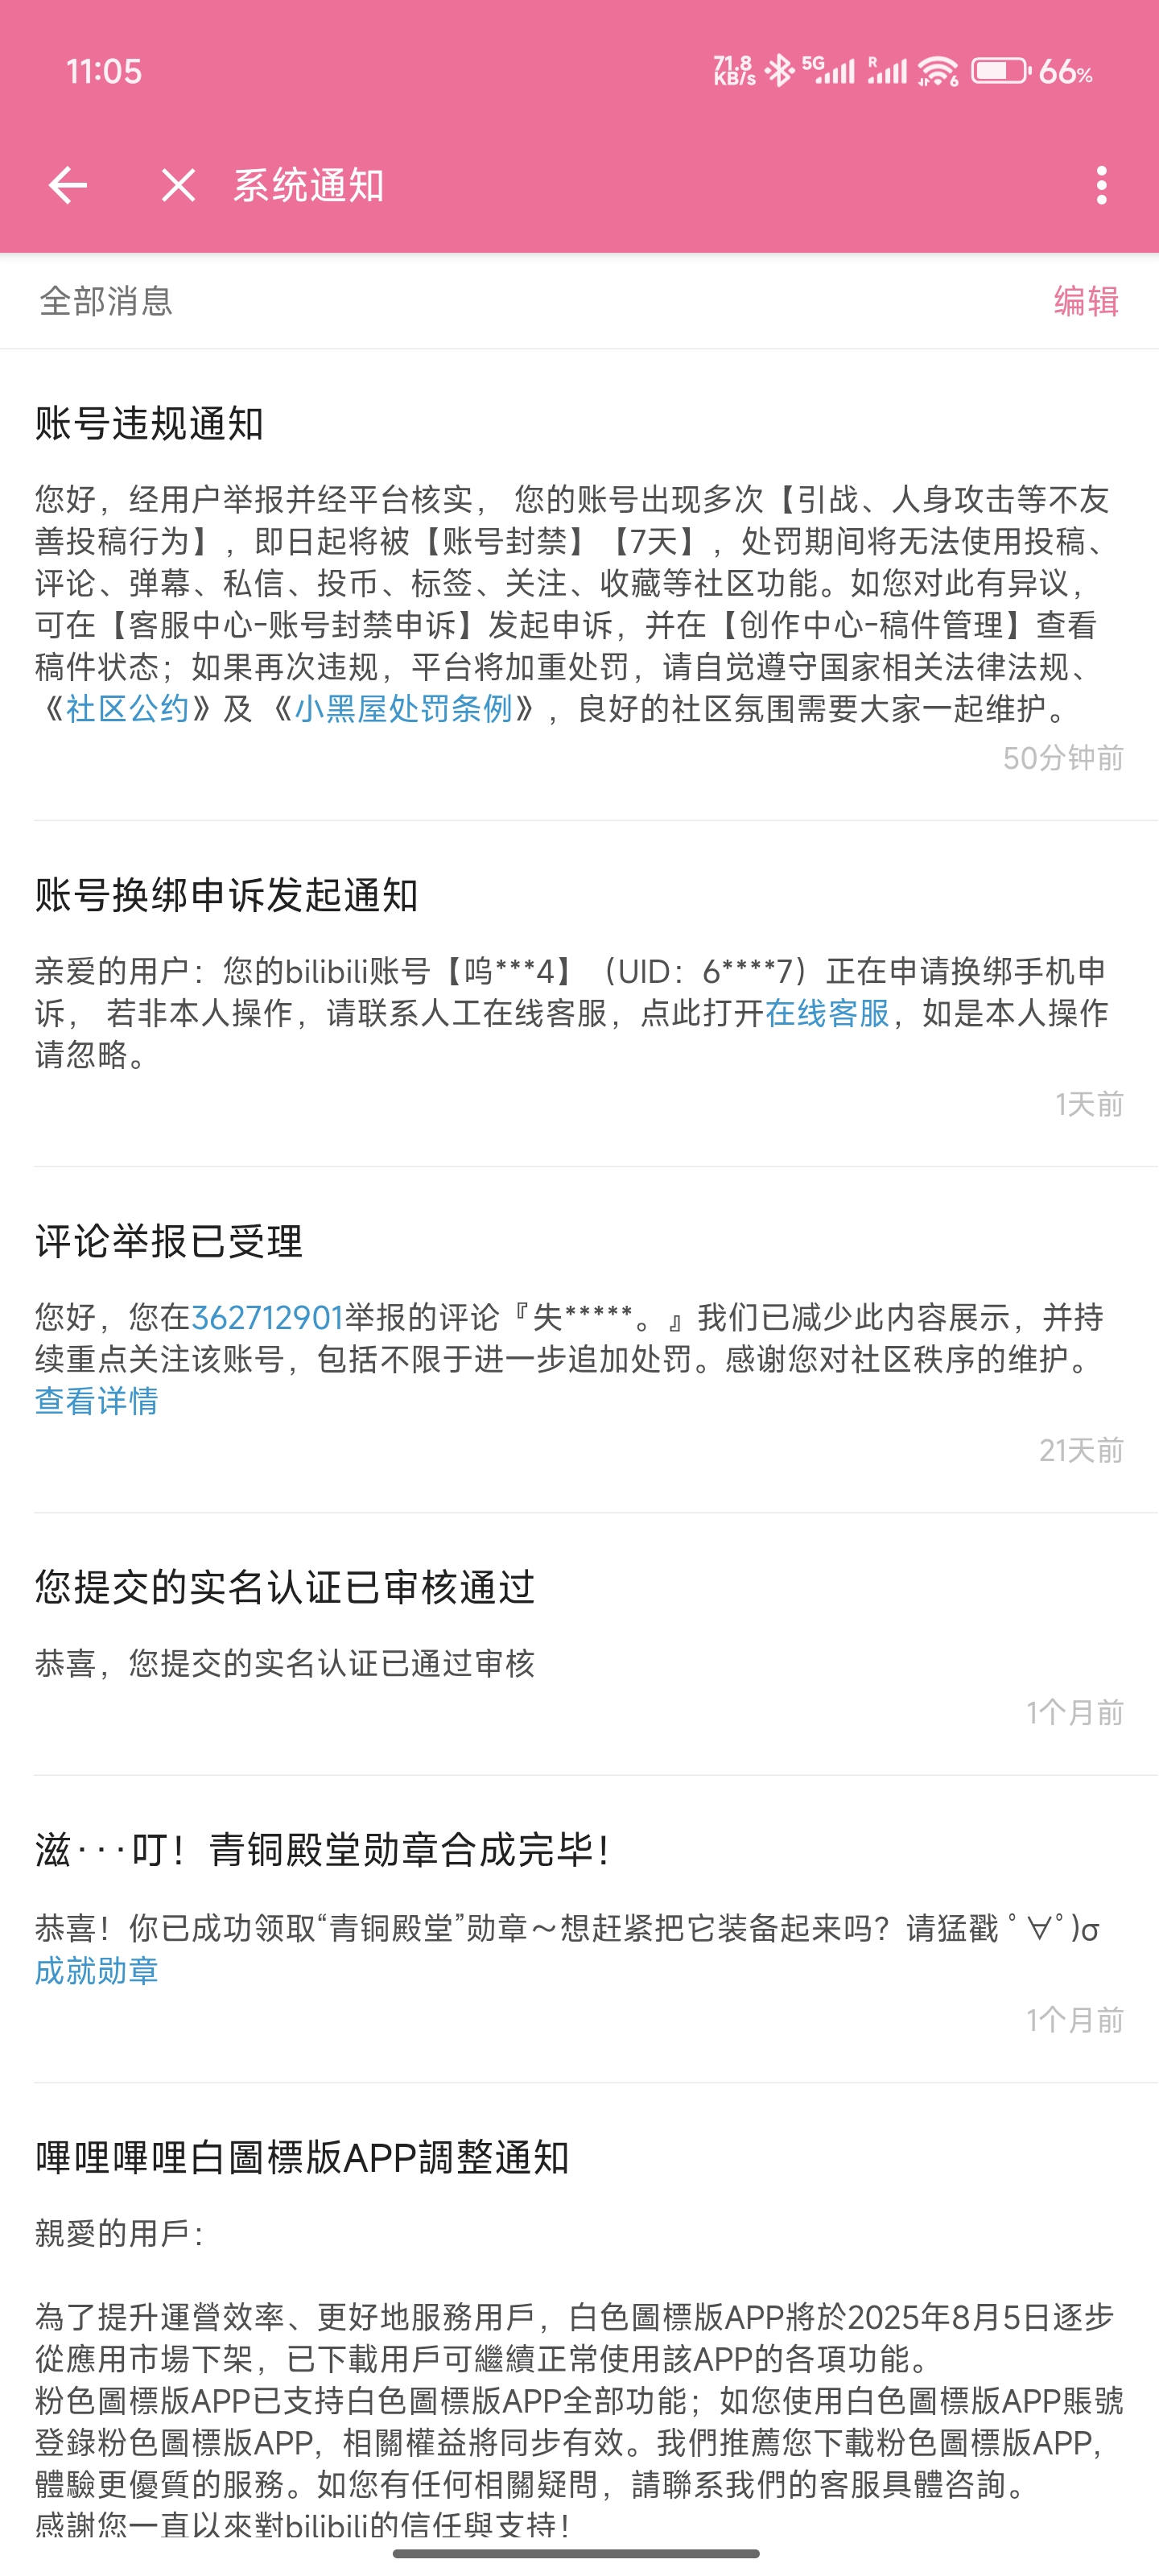 11:05
71.8 KB/s 5G R 6 66%
系统通知
全部消息 编辑
账号违规通知
您好，经用户举报并经平台核实， 您的账号出现多次【引战、人身攻击等不友
善投稿行为】，即日起将被【账号封禁】【7天】，处罚期间将无法使用投稿、
评论、弹幕、私信、投币、标签、关注、收藏等社区功能。如您对此有异议，
可在【客服中心-账号封禁申诉】发起申诉，并在【创作中心-稿件管理】查看
稿件状态；如果再次违规，平台将加重处罚，请自觉遵守国家相关法律法规、
《社区公约》及《小黑屋处罚条例》，良好的社区氛围需要大家一起维护。
50分钟前
账号换绑申诉发起通知
亲爱的用户：您的bilibili账号【呜***4】（UID：6****7）正在申请换绑手机申
诉， 若非本人操作，请联系人工在线客服，点此打开在线客服，如是本人操作
请忽略。
1天前
评论举报已受理
您好，您在362712901举报的评论『失*****。』我们已减少此内容展示，并持
续重点关注该账号，包括不限于进一步追加处罚。感谢您对社区秩序的维护。
查看详情
21天前
您提交的实名认证已审核通过
恭喜，您提交的实名认证已通过审核
1个月前
滋···叮！青铜殿堂勋章合成完毕！
恭喜！你已成功领取“青铜殿堂”勋章～想赶紧把它装备起来吗？请猛戳 ﾟ∀ﾟ)σ
成就勋章
1个月前
嗶哩嗶哩白圖標版APP調整通知
親愛的用戶：
為了提升運營效率、更好地服務用戶，白色圖標版APP將於2025年8月5日逐步
從應用市場下架，已下載用戶可繼續正常使用該APP的各項功能。
粉色圖標版APP已支持白色圖標版APP全部功能；如您使用白色圖標版APP賬號
登錄粉色圖標版APP，相關權益將同步有效。我們推薦您下載粉色圖標版APP，
體驗更優質的服務。如您有任何相關疑問，請聯系我們的客服具體咨詢。
感謝您一直以來對bilibili的信任與支持！